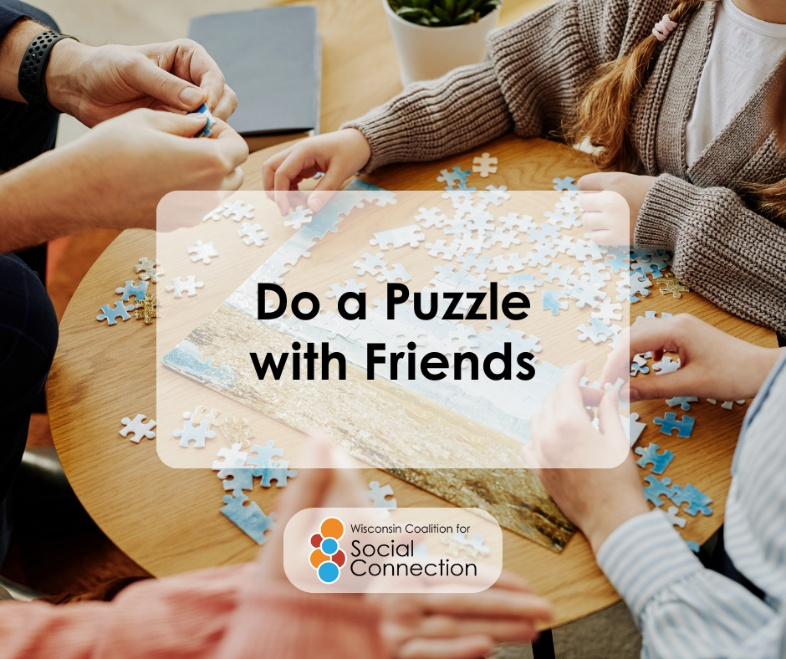 Do a Puzzle
with Friends
Wisconsin Coalition for
Social
Connection